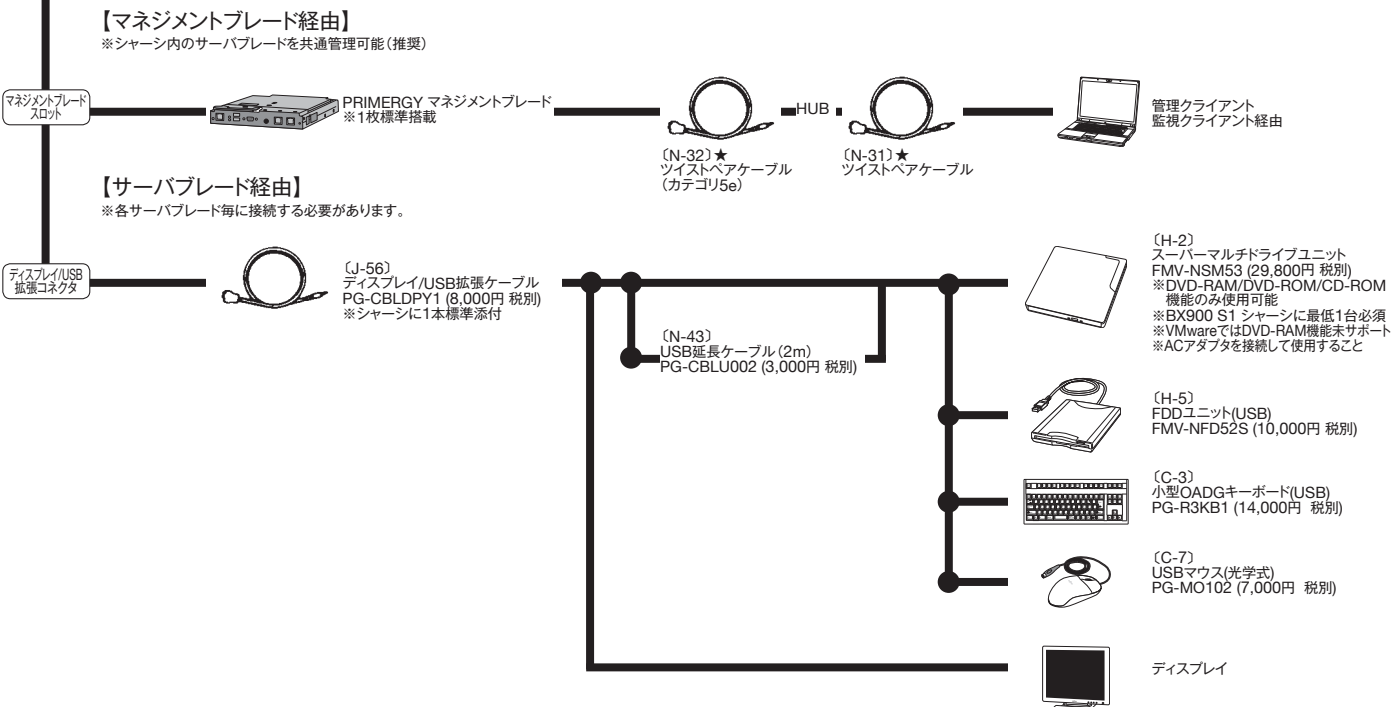 【マネジメントブレード経由】
※シャーシ内のサーバブレードを共通管理可能(推奨)
マネジメントブレード
スロット
PRIMERGY マネジメントブレード
※1枚標準搭載
HUB
管理クライアント
監視クライアント経由
〔N-32〕★
ツイストペアケーブル
(カテゴリ5e)
〔N-31〕★
ツイストペアケーブル
【サーバブレード経由】
※各サーバブレード毎に接続する必要があります。
ディスプレイ/USB
拡張コネクタ
〔J-56〕
ディスプレイ/USB拡張ケーブル
PG-CBLDPY1 (8,000円 税別)
※シャーシに1本標準添付
〔N-43〕
USB延長ケーブル(2m)
PG-CBLU002 (3,000円 税別)
〔H-2〕
スーパーマルチドライブユニット
FMV-NSM53 (29,800円 税別)
※DVD-RAM/DVD-ROM/CD-ROM
機能のみ使用可能
※BX900 S1 シャーシに最低1台必須
※VMwareではDVD-RAM機能未サポート
※ACアダプタを接続して使用すること
〔H-5〕
FDDユニット(USB)
FMV-NFD52S (10,000円 税別)
〔C-3〕
小型OADGキーボード(USB)
PG-R3KB1 (14,000円 税別)
〔C-7〕
USBマウス(光学式)
PG-MO102 (7,000円 税別)
ディスプレイ